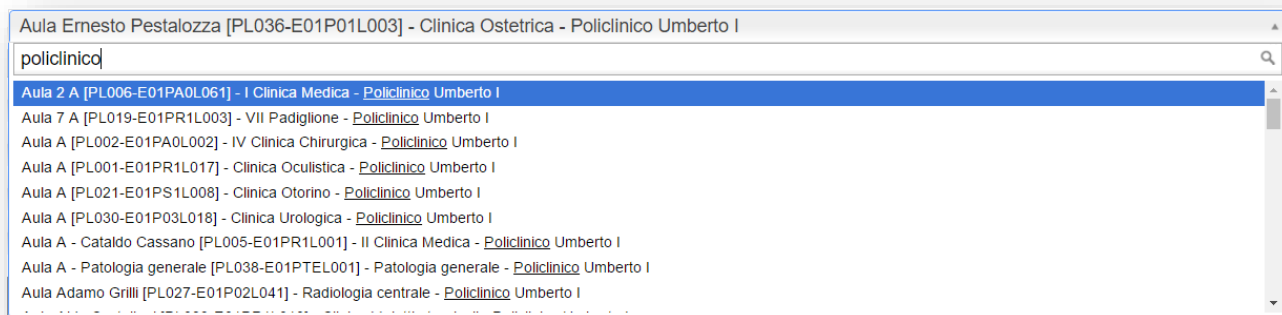 Aula Ernesto Pestalozza [PL036-E01P01L003] - Clinica Ostetrica - Policlinico Umberto I
policlinico
Aula 2 A [PL006-E01PA0L061] - I Clinica Medica - Policlinico Umberto I
Aula 7 A [PL019-E01PR1L003] - VII Padiglione - Policlinico Umberto I
Aula A [PL002-E01PA0L002] - IV Clinica Chirurgica - Policlinico Umberto I
Aula A [PL001-E01PR1L017] - Clinica Oculistica - Policlinico Umberto I
Aula A [PL021-E01PS1L008] - Clinica Otorino - Policlinico Umberto I
Aula A [PL030-E01P03L018] - Clinica Urologica - Policlinico Umberto I
Aula A - Cataldo Cassano [PL005-E01PR1L001] - II Clinica Medica - Policlinico Umberto I
Aula A - Patologia generale [PL038-E01PTEL001] - Patologia generale - Policlinico Umberto I
Aula Adamo Grilli [PL027-E01P02L041] - Radiologia centrale - Policlinico Umberto I